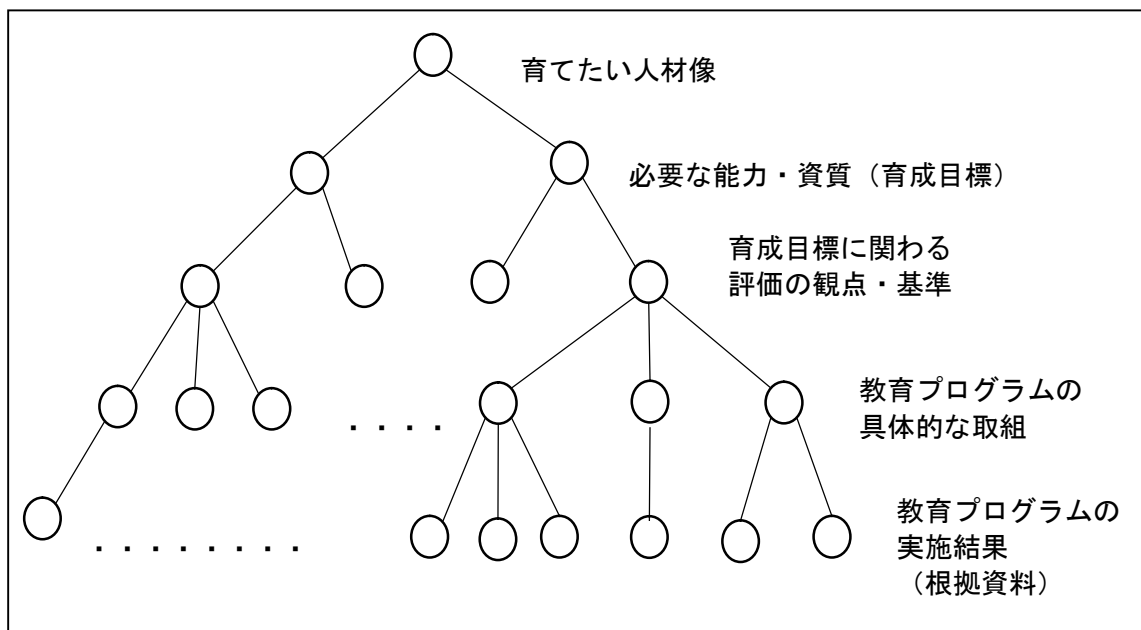 育てたい人材像
必要な能力・資質（育成目標）
育成目標に関わる
評価の観点・基準
教育プログラムの
具体的な取組
・・・・
教育プログラムの
実施結果
（根拠資料）
・・・・・・・・